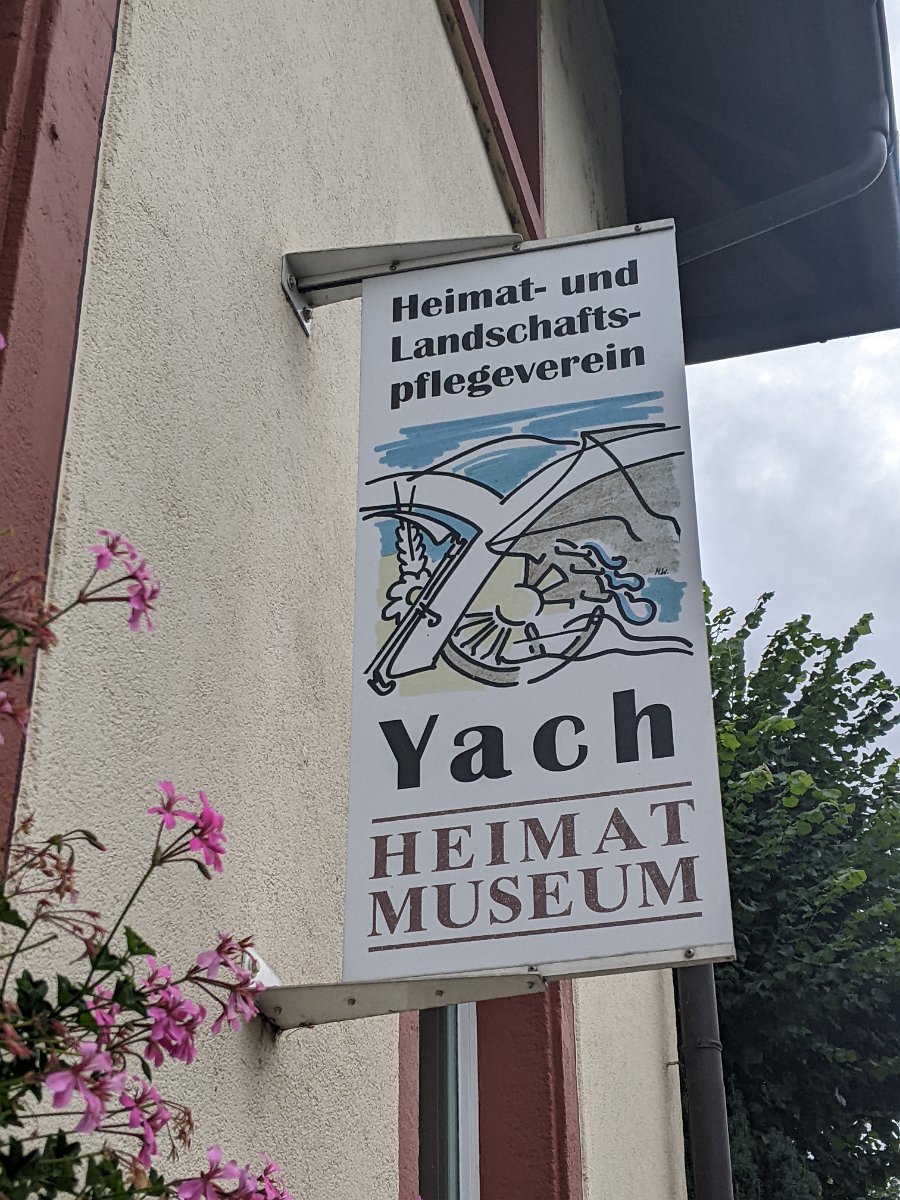 Heimat- und
Landschafts-
pflegeverein
M.W.
Yach
HEIMAT
MUSEUM